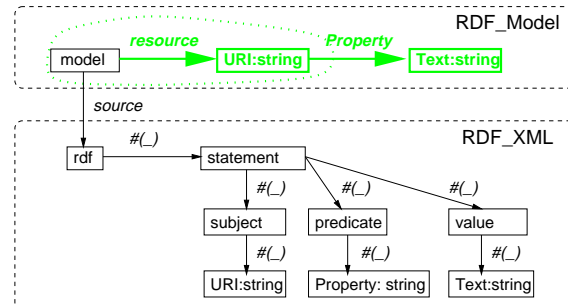 RDF_Model
resource
Property
model
URI:string
Text:string
source
RDF_XML
#(_)
rdf
statement
#(_)
#(_)
#(_)
subject
predicate
value
#(_)
#(_)
#(_)
URI:string
Property: string
Text:string